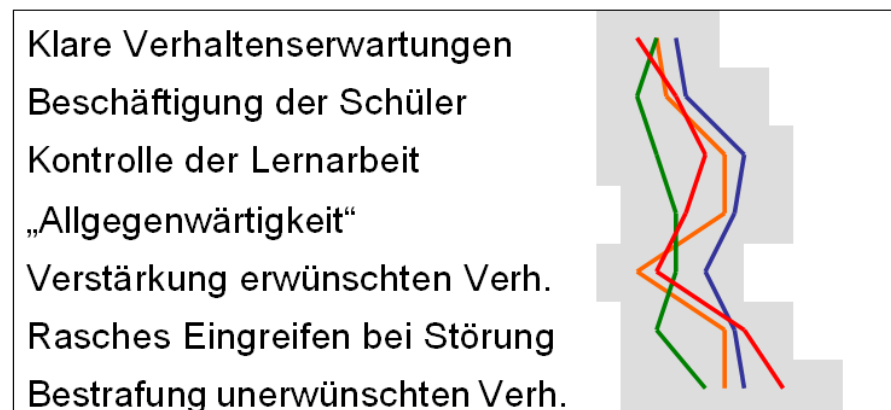 Klare Verhaltenserwartungen
Beschäftigung der Schüler
Kontrolle der Lernarbeit
„Allgegenwärtigkeit“
Verstärkung erwünschten Verh.
Rasches Eingreifen bei Störung
Bestrafung unerwünschten Verh.